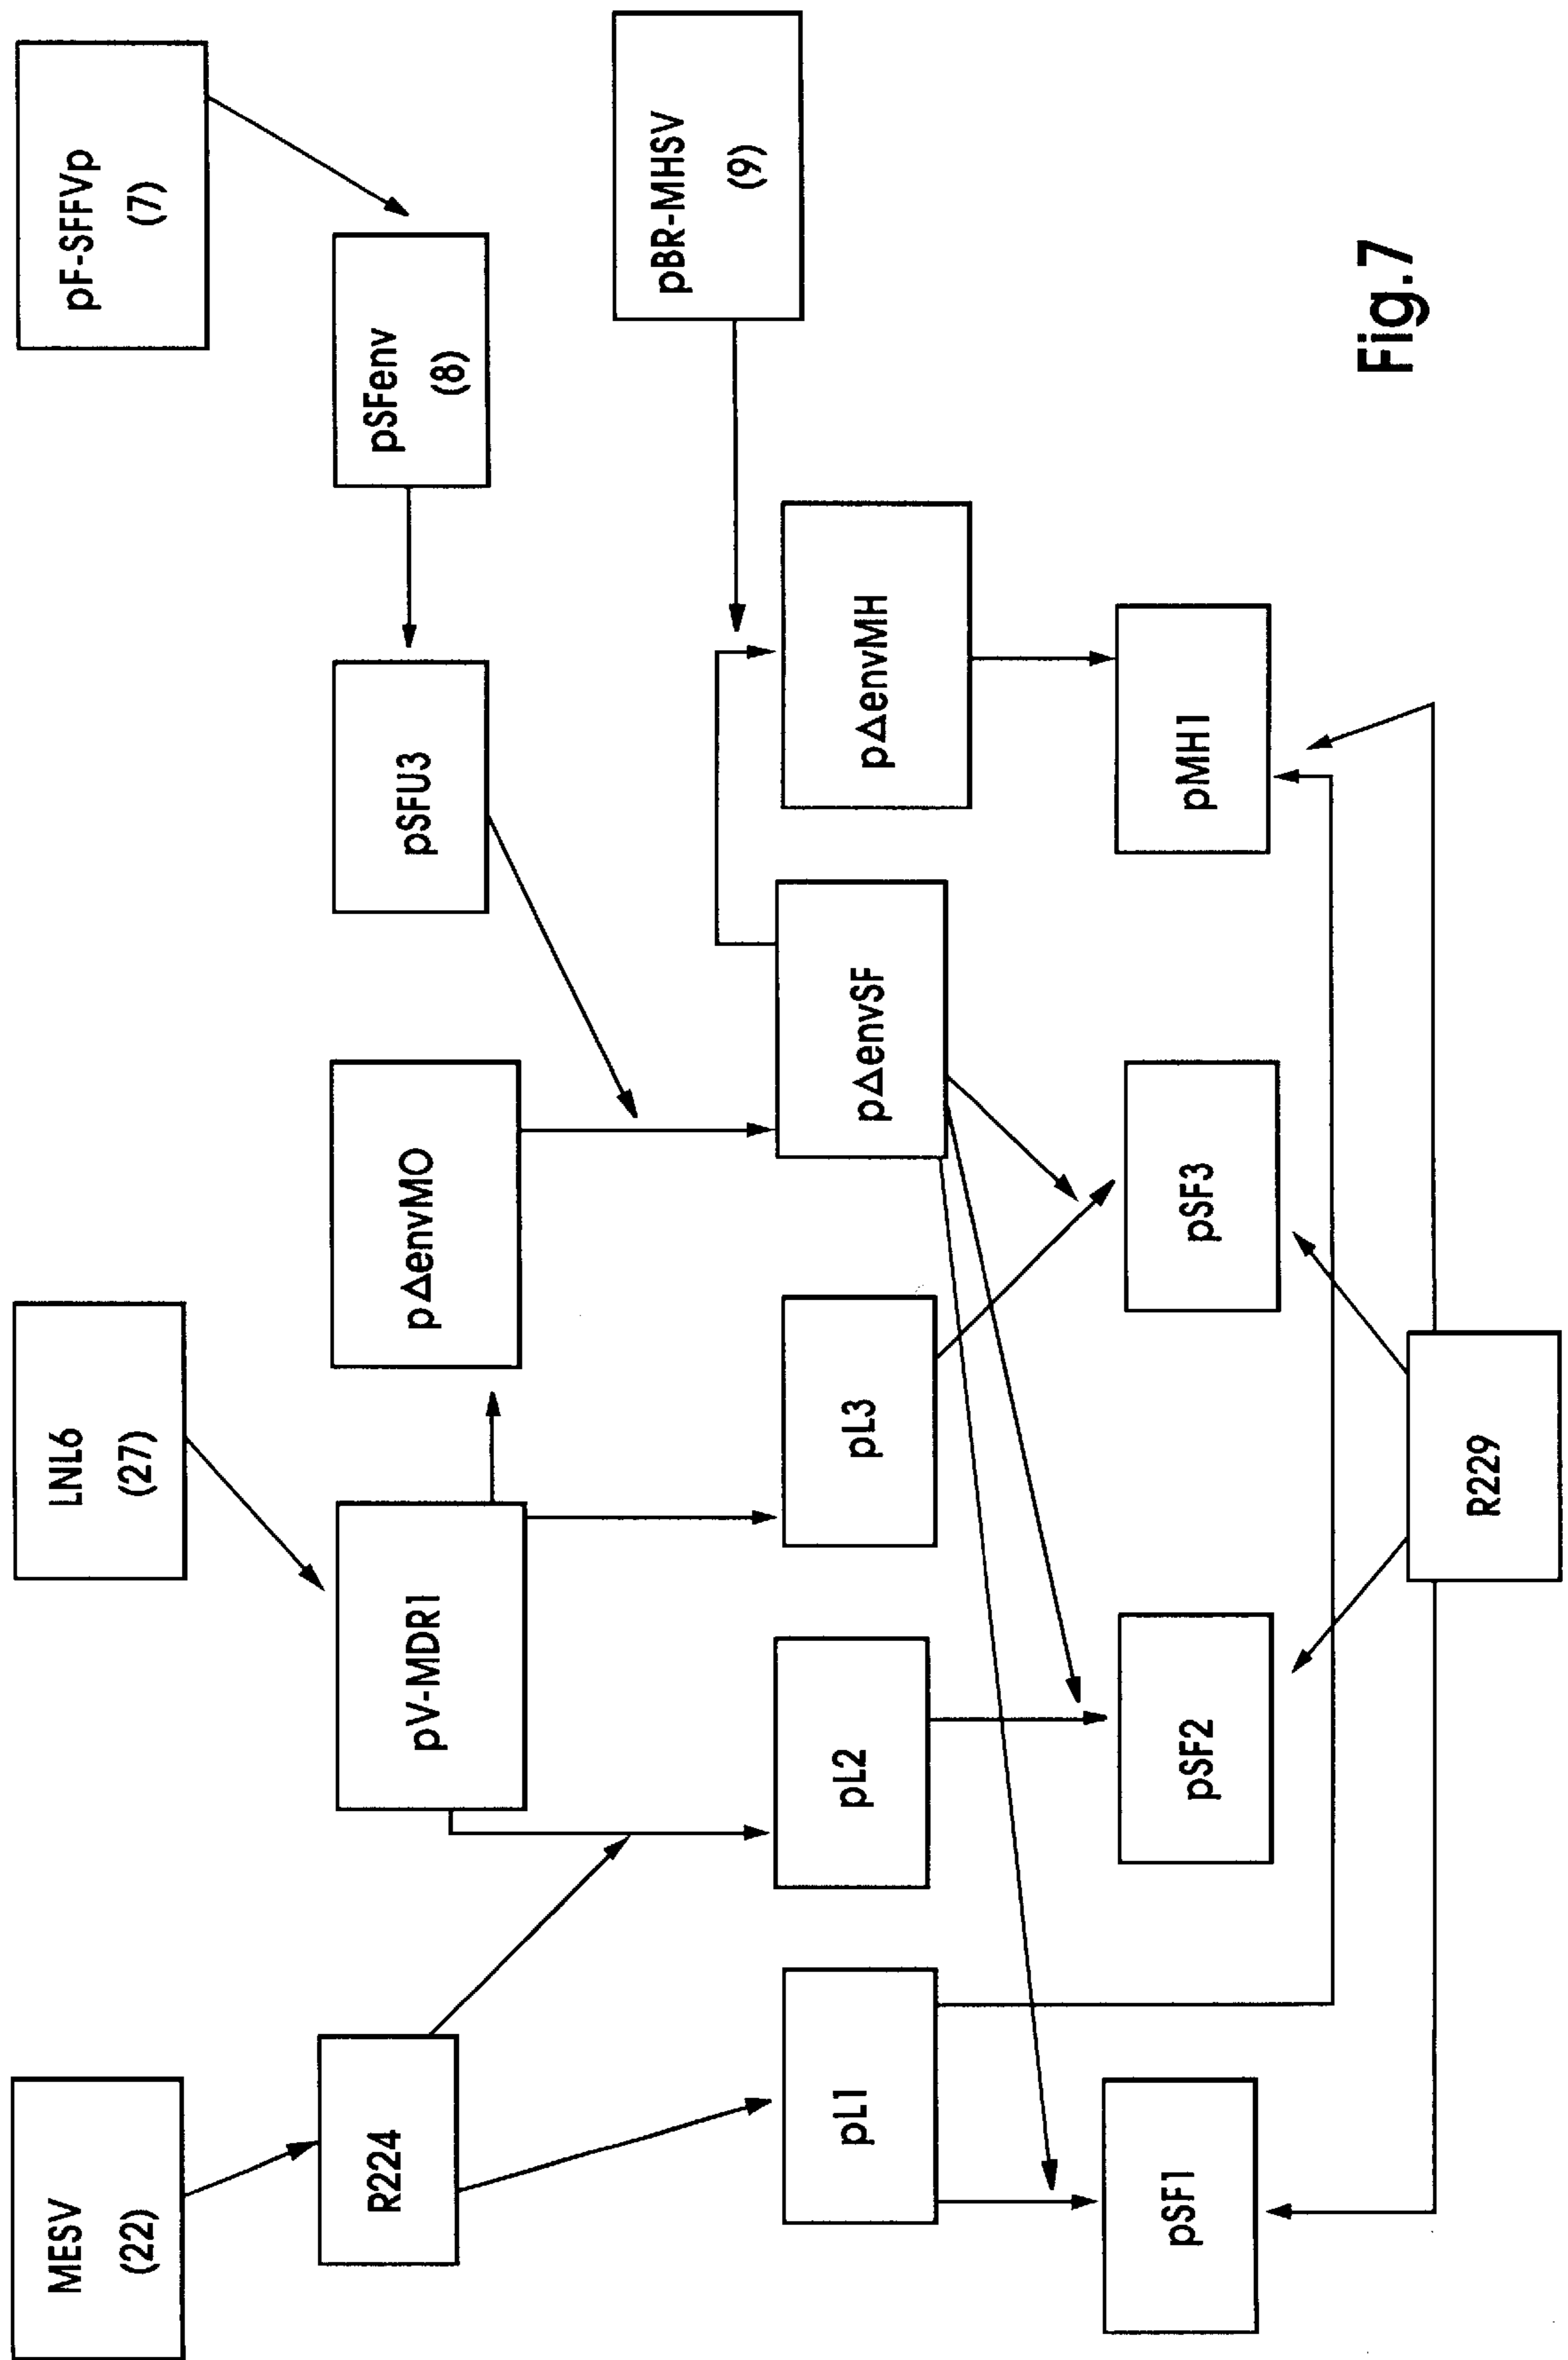 MESV
(22)
LNL6
(27)
pF-SFFVp
(7)
R224
pV-MDR1
pΔenvMO
pSFU3
pSFenv
(8)
pL1
pL2
pL3
pΔenvSF
pΔenvMH
pBR-MHSV
(9)
pSF1
pSF2
pSF3
pMH1
R229
Fig.7